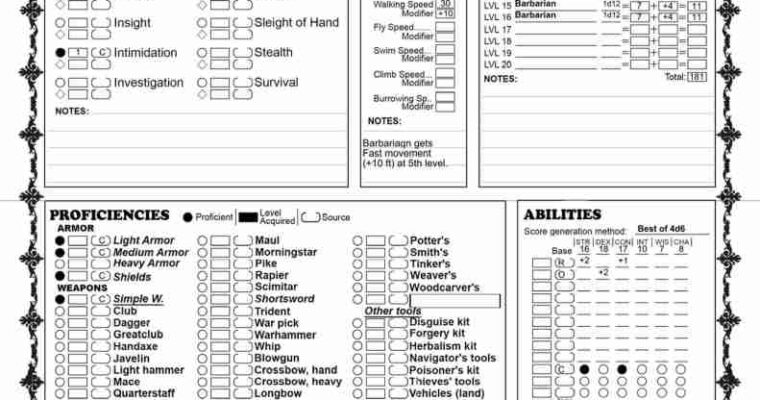 Insight
Sleight of Hand
1 C Intimidation
Stealth
Investigation
Survival
NOTES:
Walking Speed 30
Modifier +10
Fly Speed....
Modifier
Swim Speed...
Modifier
Climb Speed...
Modifier
Burrowing Sp..
Modifier
NOTES:
Barbariagn gets
Fast movement
(+10 ft) at 5th level.
LVL 15 Barbarian 1d12 = 7 + +4 = 11
LVL 16 Barbarian 1d12 = 7 + +4 = 11
LVL 17 = +
LVL 18 = +
LVL 19 = +
LVL 20 = +
Total: 181
NOTES:
PROFICIENCIES Proficient Level Acquired Source
ARMOR
C Light Armor
C Medium Armor
Heavy Armor
C Shields
WEAPONS
C Simple W.
Club
Dagger
Greatclub
Handaxe
Javelin
Light hammer
Mace
Quarterstaff
Maul
Morningstar
Pike
Rapier
Scimitar
Shortsword
Trident
War pick
Warhammer
Whip
Blowgun
Crossbow, hand
Crossbow, heavy
Longbow
Potter's
Smith's
Tinker's
Weaver's
Woodcarver's
Other tools
Disguise kit
Forgery kit
Herbalism kit
Navigator's tools
Poisoner's kit
Thieves' tools
Vehicles (land)
ABILITIES
Score generation method: Best of 4d6
STR DEX CON INT WIS CHA
Base 16 18 17 10 7 8
R +2 +1
O +2
C